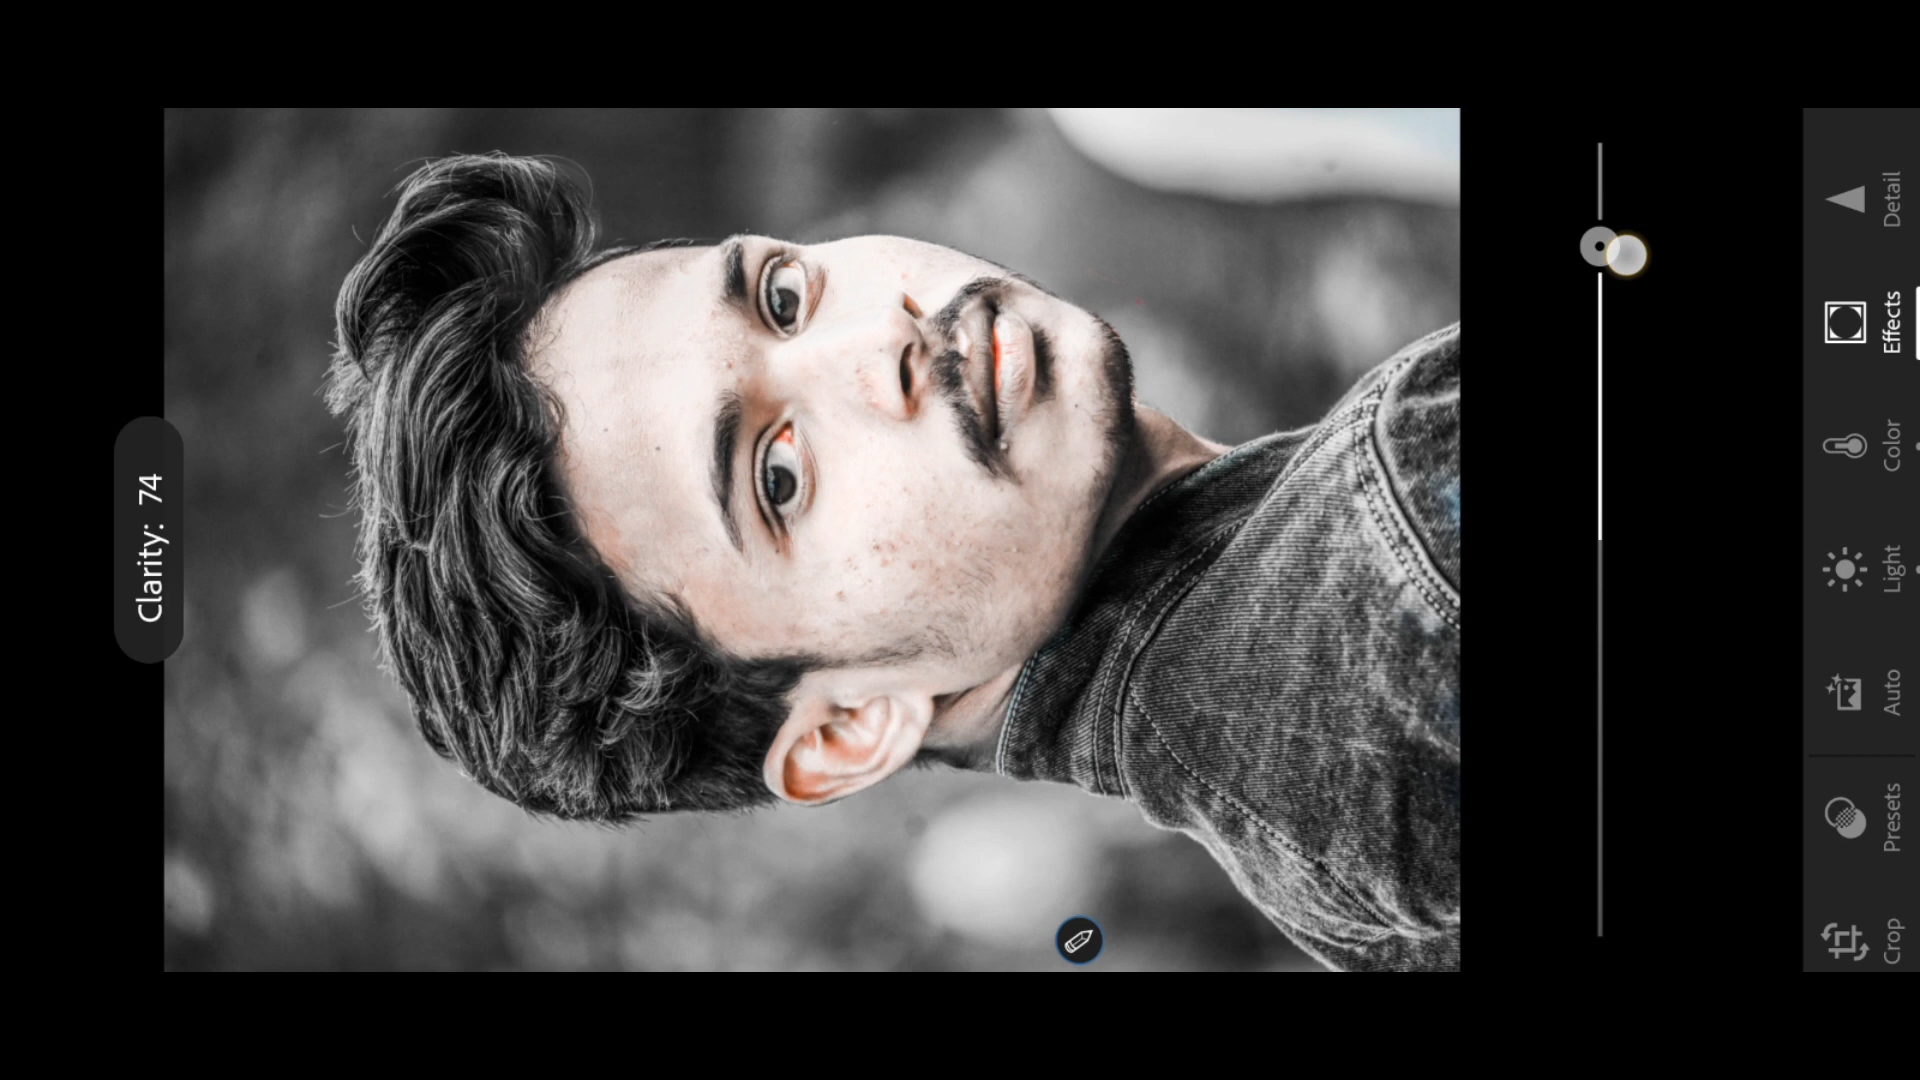 Clarity: 74
Crop
Presets
Auto
Light
Color
Effects
Detail